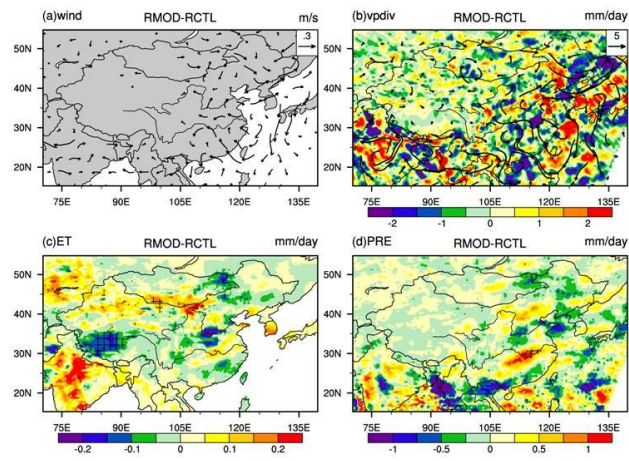 (a)wind RMOD-RCTL m/s
.3
50N
40N
30N
20N
75E 90E 105E 120E 135E
(b)vpdiv RMOD-RCTL mm/day
5
50N
40N
30N
20N
75E 90E 105E 120E 135E
-2 -1 0 1 2
(c)ET RMOD-RCTL mm/day
50N
40N
30N
20N
75E 90E 105E 120E 135E
-0.2 -0.1 0 0.1 0.2
(d)PRE RMOD-RCTL mm/day
50N
40N
30N
20N
75E 90E 105E 120E 135E
-1 -0.5 0 0.5 1